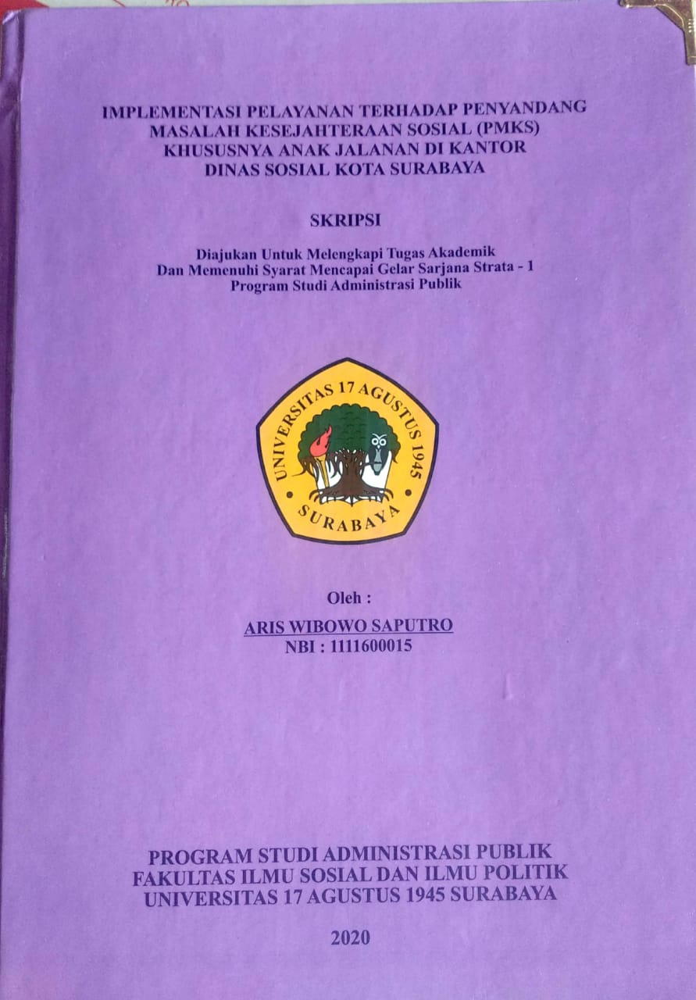 IMPLEMENTASI PELAYANAN TERHADAP PENYANDANG
MASALAH KESEJAHTERAAN SOSIAL (PMKS)
KHUSUSNYA ANAK JALANAN DI KANTOR
DINAS SOSIAL KOTA SURABAYA
SKRIPSI
Diajukan Untuk Melengkapi Tugas Akademik
Dan Memenuhi Syarat Mencapai Gelar Sarjana Strata - 1
Program Studi Administrasi Publik
UNIVERSITAS 17 AGUSTUS 1945
SURABAYA
Oleh :
ARIS WIBOWO SAPUTRO
NBI : 1111600015
PROGRAM STUDI ADMINISTRASI PUBLIK
FAKULTAS ILMU SOSIAL DAN ILMU POLITIK
UNIVERSITAS 17 AGUSTUS 1945 SURABAYA
2020